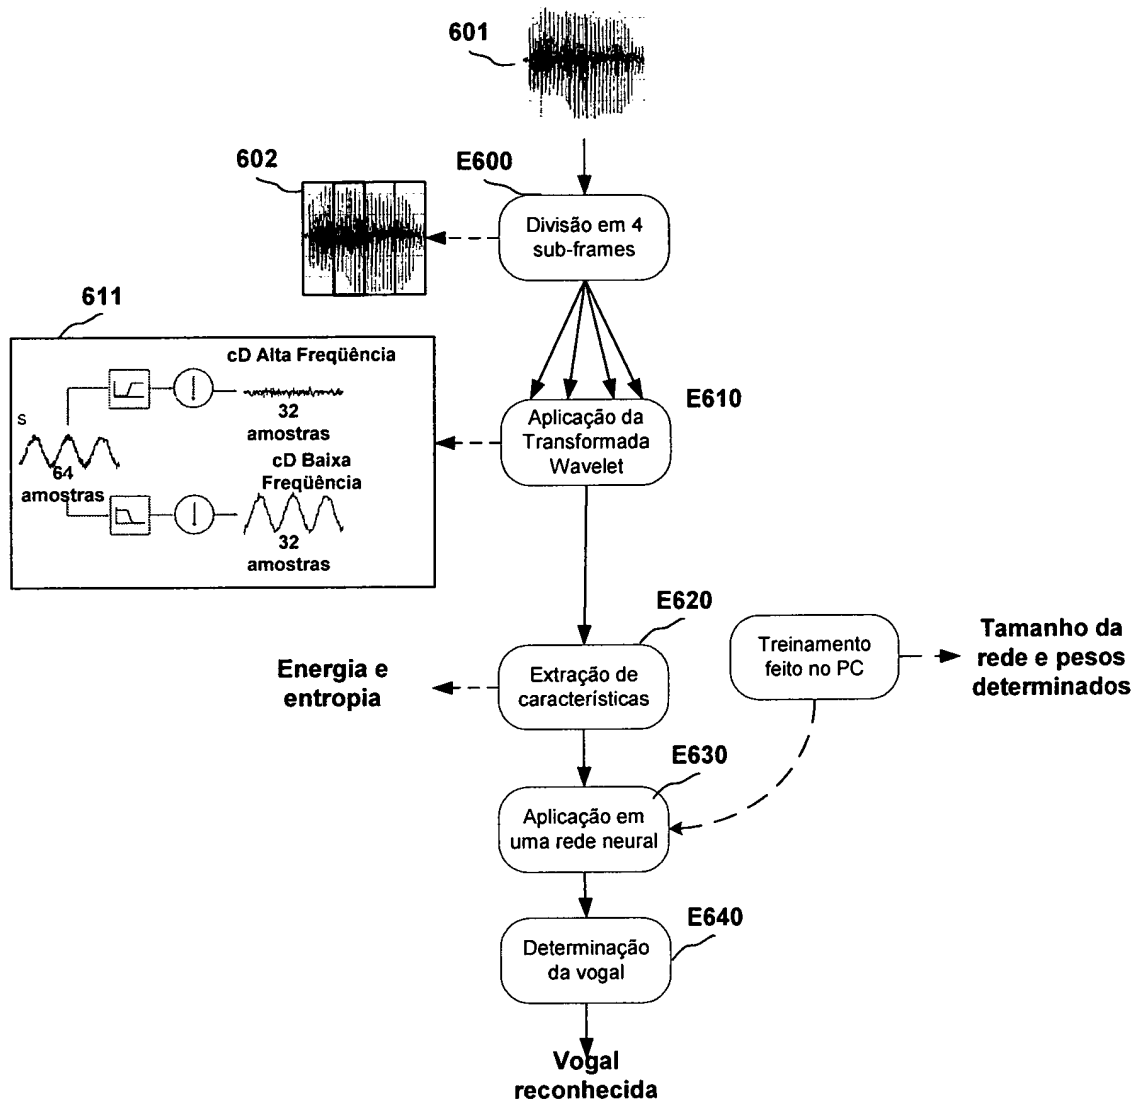 601
602
E600
Divisão em 4
sub-frames
611
cD Alta Freqüência
32
amostras
S
64
amostras
cD Baixa
Freqüência
32
amostras
E610
Aplicação da
Transformada
Wavelet
E620
Energia e
entropia
Extração de
características
Treinamento
feito no PC
Tamanho da
rede e pesos
determinados
E630
Aplicação em
uma rede neural
E640
Determinação
da vogal
Vogal
reconhecida